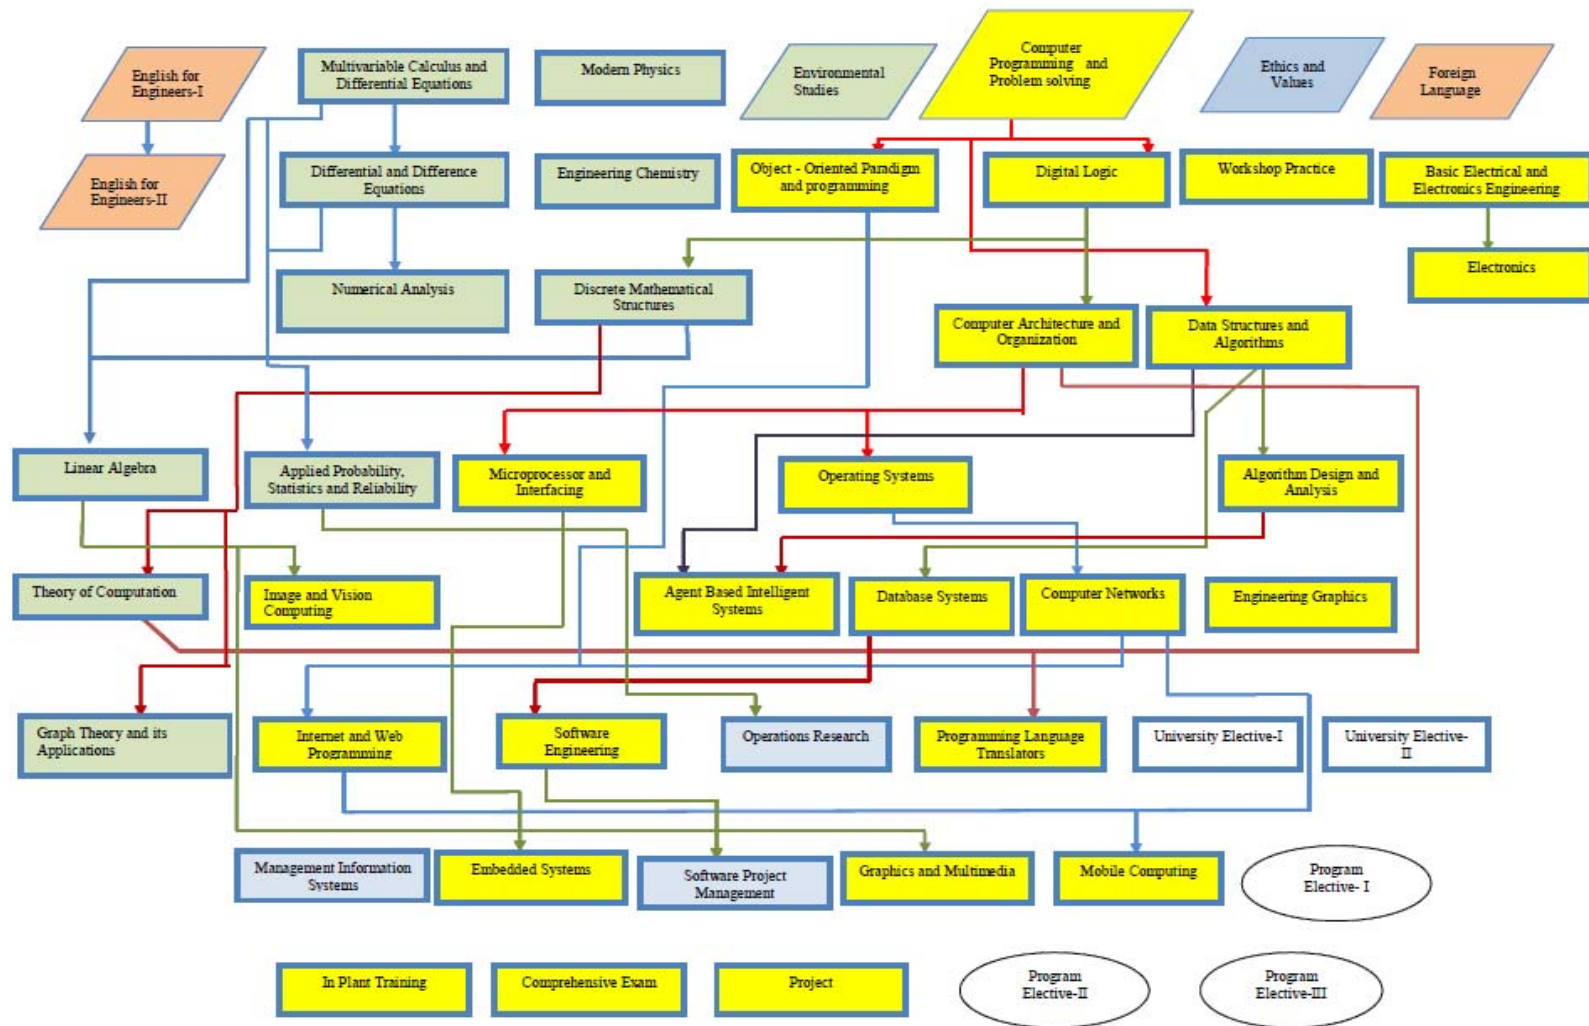 English for
Engineers-I
Multivariable Calculus and
Differential Equations
Modern Physics
Environmental
Studies
Computer
Programming and
Problem solving
Ethics and
Values
Foreign
Language
English for
Engineers-II
Differential and Difference
Equations
Engineering Chemistry
Object - Oriented Paradigm
and programming
Digital Logic
Workshop Practice
Basic Electrical and
Electronics Engineering
Numerical Analysis
Discrete Mathematical
Structures
Electronics
Computer Architecture and
Organization
Data Structures and
Algorithms
Linear Algebra
Applied Probability,
Statistics and Reliability
Microprocessor and
Interfacing
Operating Systems
Algorithm Design and
Analysis
Theory of Computation
Image and Vision
Computing
Agent Based Intelligent
Systems
Database Systems
Computer Networks
Engineering Graphics
Graph Theory and its
Applications
Internet and Web
Programming
Software
Engineering
Operations Research
Programming Language
Translators
University Elective-I
University Elective-
II
Management Information
Systems
Embedded Systems
Software Project
Management
Graphics and Multimedia
Mobile Computing
Program
Elective- I
In Plant Training
Comprehensive Exam
Project
Program
Elective-II
Program
Elective-III